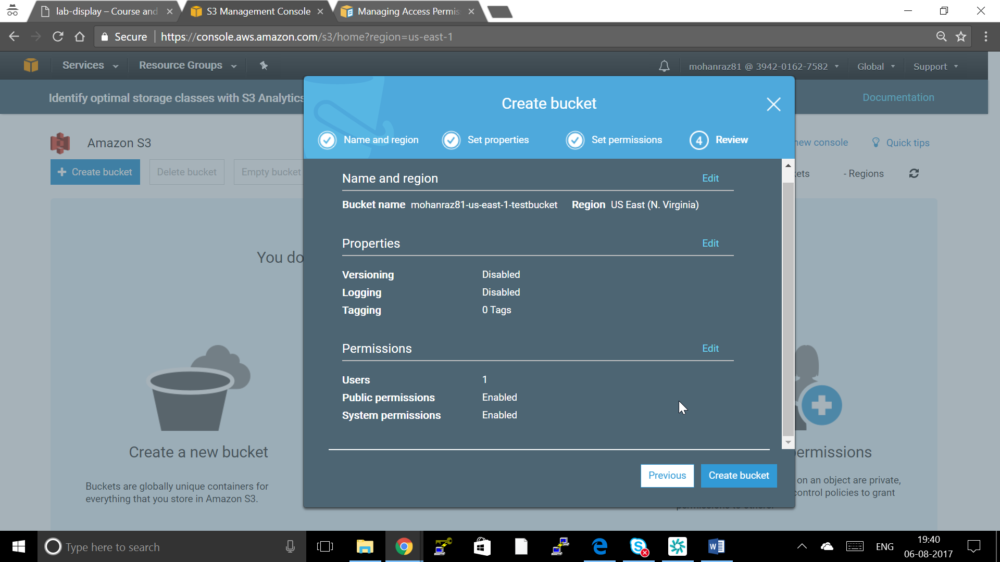 lab-display – Course and
S3 Management Console
Managing Access Permis
Secure
https://console.aws.amazon.com/s3/home?region=us-east-1
Services
Resource Groups
mohanraz81 @ 3942-0162-7582
Global
Support
Identify optimal storage classes with S3 Analytics
Documentation
Create bucket
Name and region
Set properties
Set permissions
4 Review
Amazon S3
new console
Quick tips
Create bucket
Delete bucket
Empty bucket
- Regions
Name and region
Edit
Bucket name mohanraz81-us-east-1-testbucket Region US East (N. Virginia)
Properties
Edit
You do
Versioning Disabled
Logging Disabled
Tagging 0 Tags
Permissions
Edit
Users 1
Public permissions Enabled
System permissions Enabled
Create a new bucket
Buckets are globally unique containers for
everything that you store in Amazon S3.
Previous
Create bucket
ermissions
on an object are private,
control policies to grant
Type here to search
ENG
19:40
06-08-2017